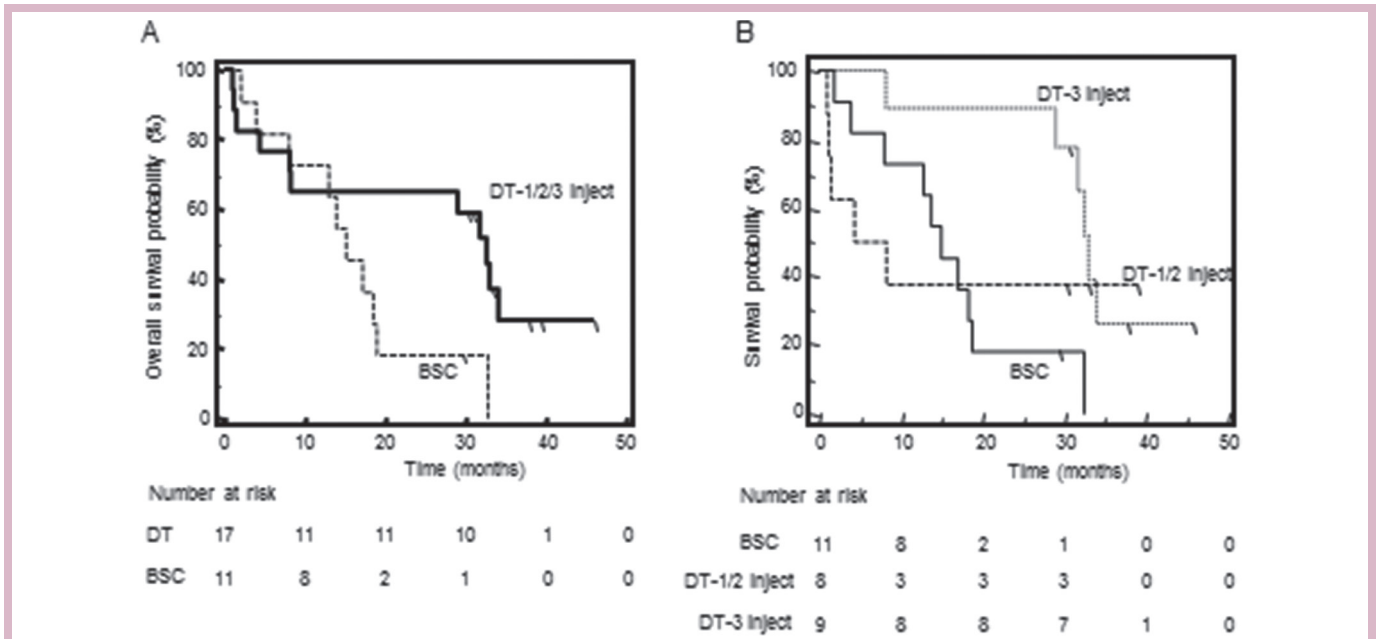 A
Overall survival probability (%)
100
80
60
40
20
0
DT-1/2/3 Inject
BSC
0 10 20 30 40 50
Time (months)
Number at risk
DT 17 11 11 10 1 0
BSC 11 8 2 1 0 0
B
Survival probability (%)
100
80
60
40
20
0
DT-3 Inject
DT-1/2 Inject
BSC
0 10 20 30 40 50
Time (months)
Number at risk
BSC 11 8 2 1 0 0
DT-1/2 Inject 8 3 3 3 0 0
DT-3 Inject 9 8 8 7 1 0